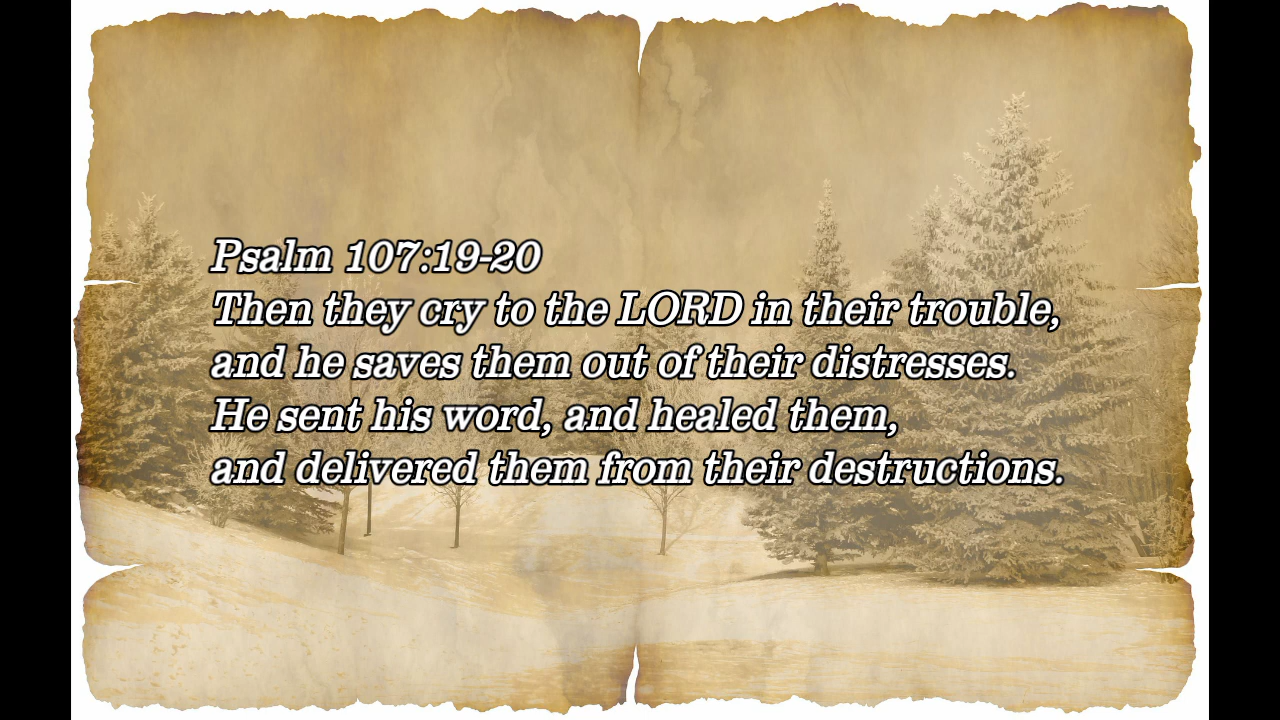 Psalm 107:19-20
Then they cry to the LORD in their trouble,
and he saves them out of their distresses.
He sent his word, and healed them,
and delivered them from their destructions.